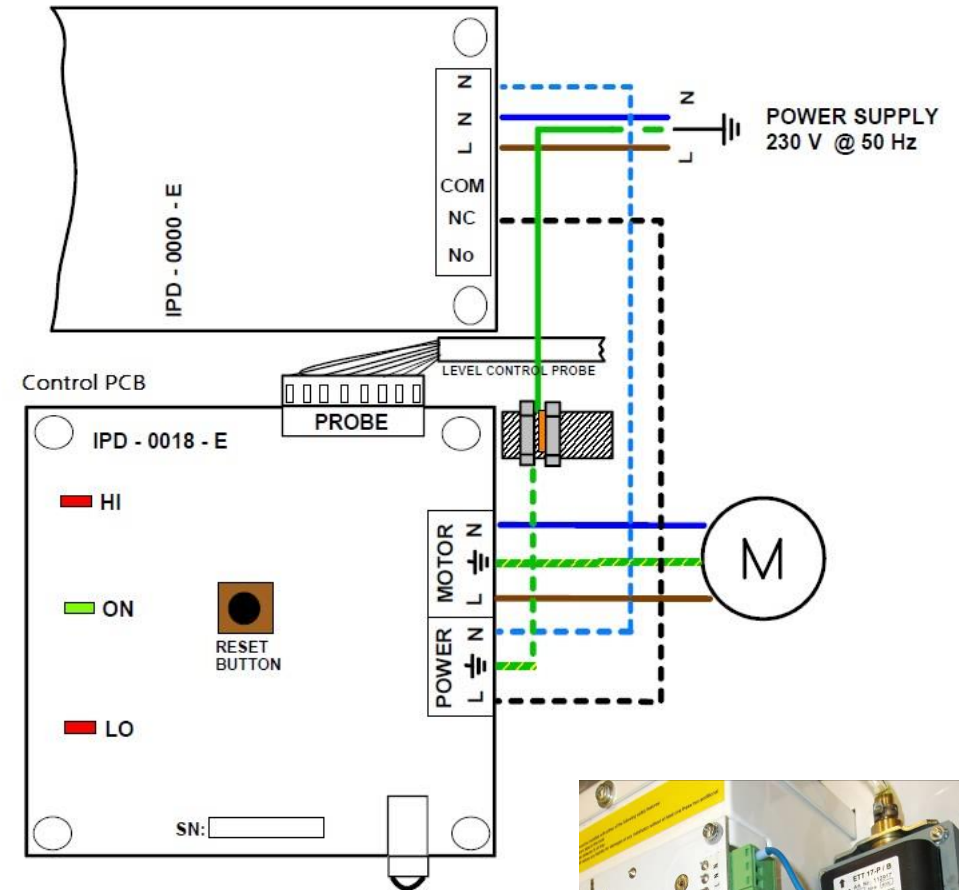 N
N
L
COM
NC
No
IPD - 0000 - E
N
L
POWER SUPPLY
230 V @ 50 Hz
LEVEL CONTROL PROBE
Control PCB
PROBE
IPD - 0018 - E
HI
ON
LO
RESET
BUTTON
MOTOR
N
L
POWER
N
L
M
SN:
ETT 17-P / B